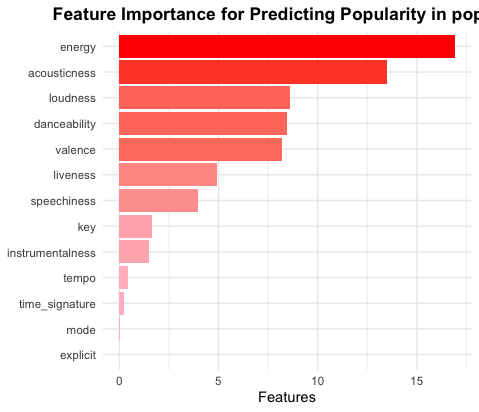 Feature Importance for Predicting Popularity in pop
energy
acousticness
loudness
danceability
valence
liveness
speechiness
key
instrumentalness
tempo
time_signature
mode
explicit
0 5 10 15
Features